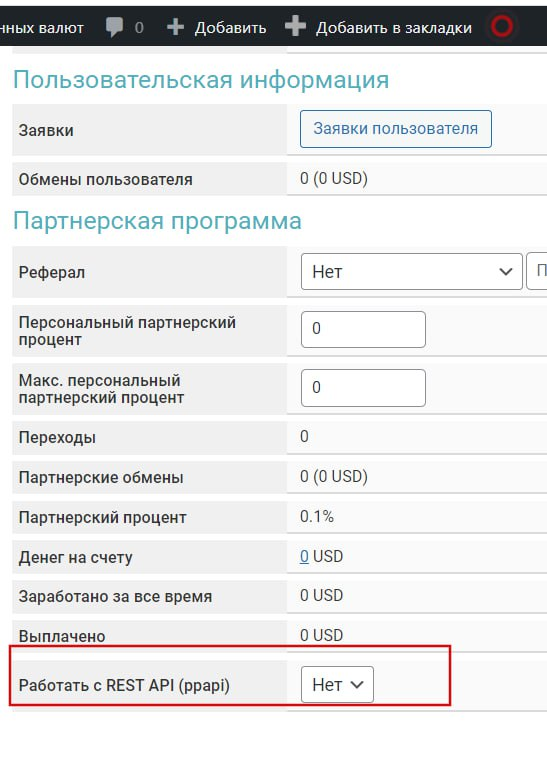 нных валют 0 Добавить Добавить в закладки
Пользовательская информация
Заявки Заявки пользователя
Обмены пользователя 0 (0 USD)
Партнерская программа
Реферал Нет П
Персональный партнерский
процент 0
Макс. персональный
партнерский процент 0
Переходы 0
Партнерские обмены 0 (0 USD)
Партнерский процент 0.1%
Денег на счету 0 USD
Заработано за все время 0 USD
Выплачено 0 USD
Работать с REST API (ppapi) Нет